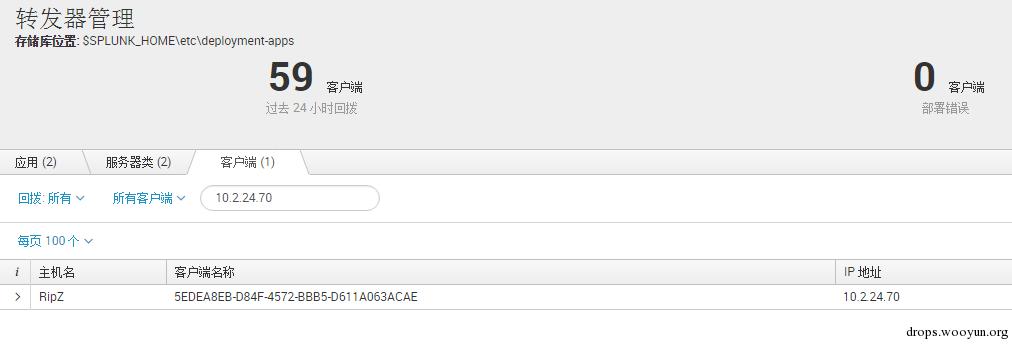 转发器管理
存储库位置: $SPLUNK_HOME\etc\deployment-apps
59 客户端
过去 24 小时回拨
0 客户端
部署错误
应用 (2) 服务器类 (2) 客户端 (1)
回拨: 所有 所有客户端 10.2.24.70
每页 100 个
i 主机名 客户端名称 IP 地址
> RipZ 5EDEA8EB-D84F-4572-BBB5-D611A063ACAE 10.2.24.70
drops.wooyun.org